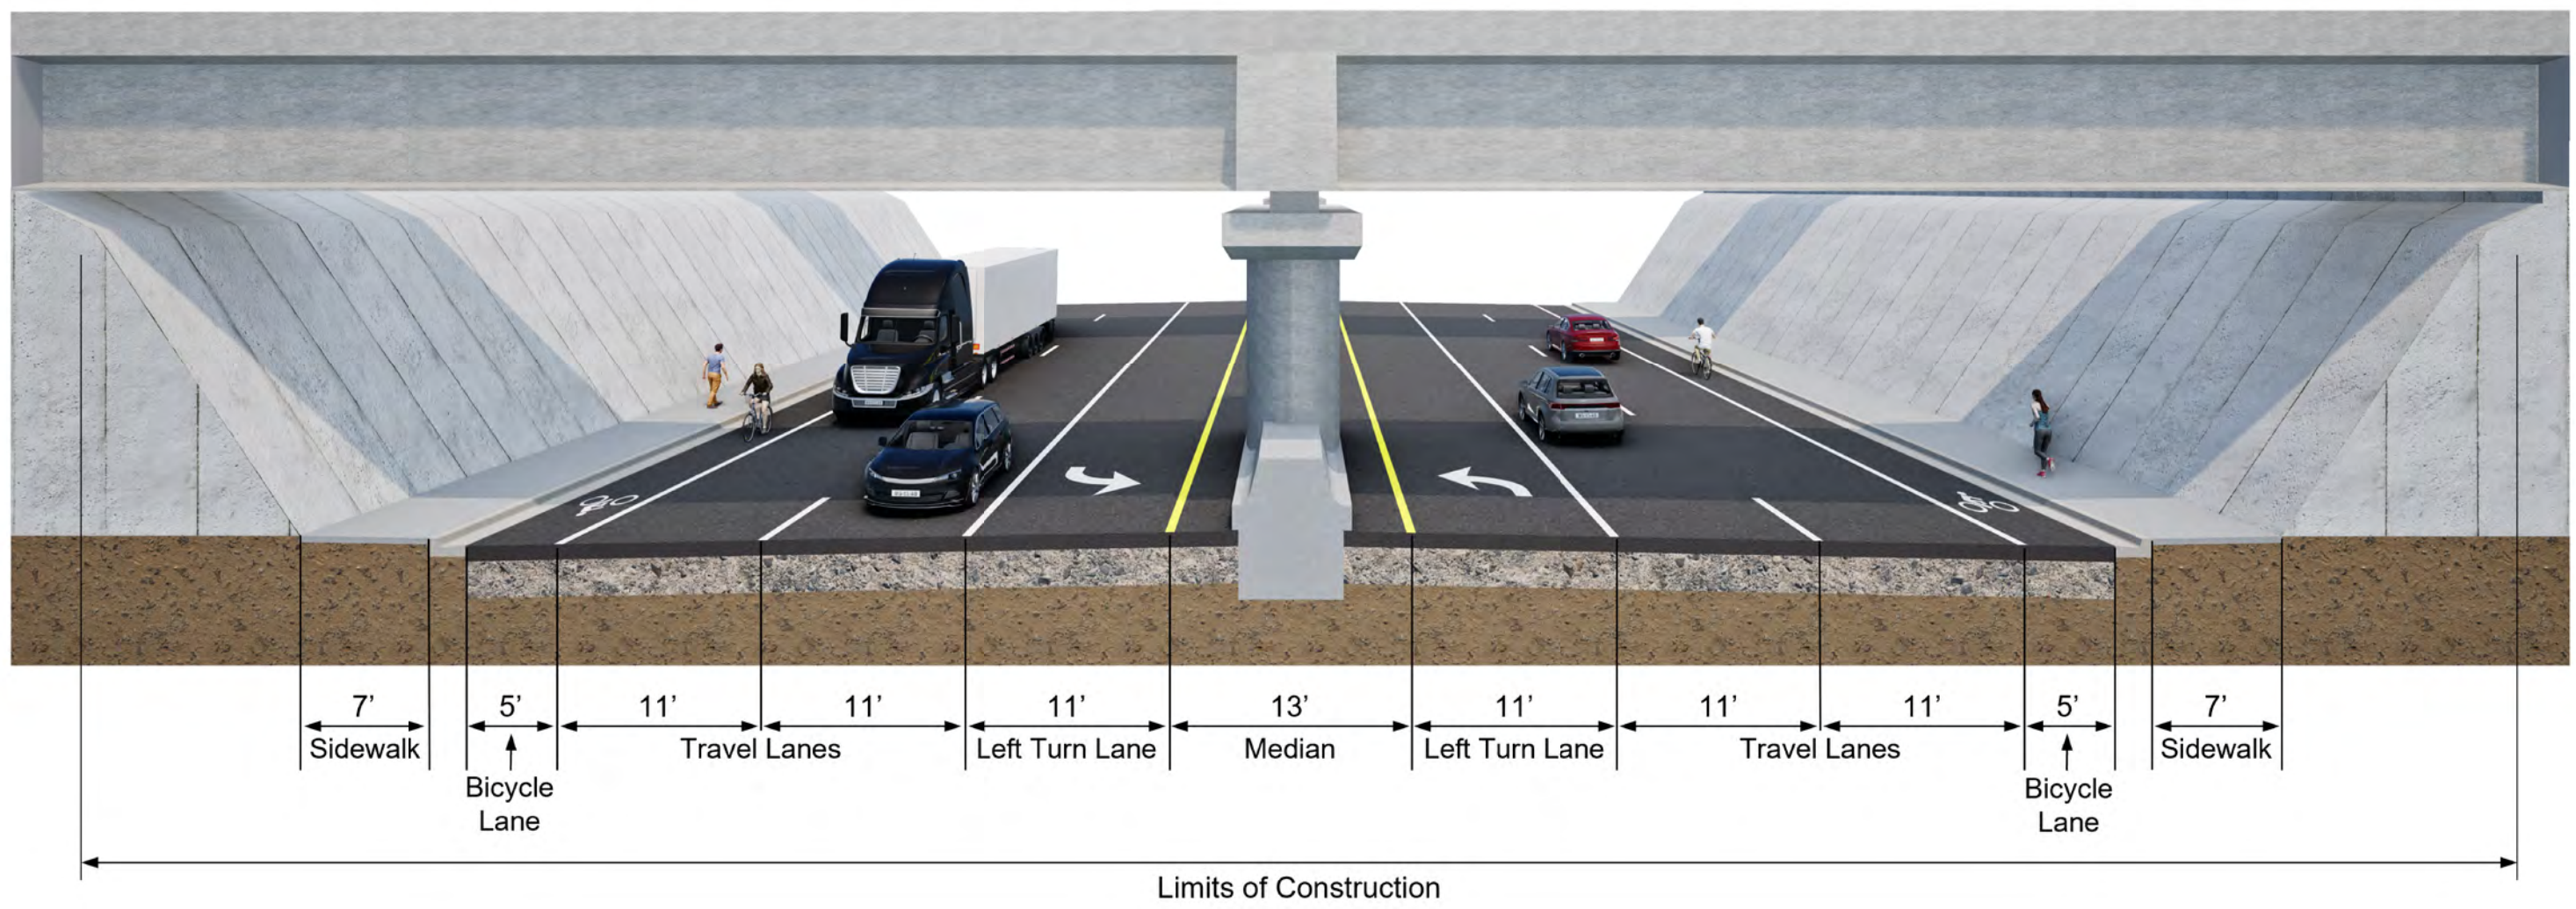 7’ 5’ 11’ 11’ 11’ 13’ 11’ 11’ 11’ 5’ 7’
Sidewalk Travel Lanes Left Turn Lane Median Left Turn Lane Travel Lanes Sidewalk
Bicycle Bicycle
Lane Lane
Limits of Construction